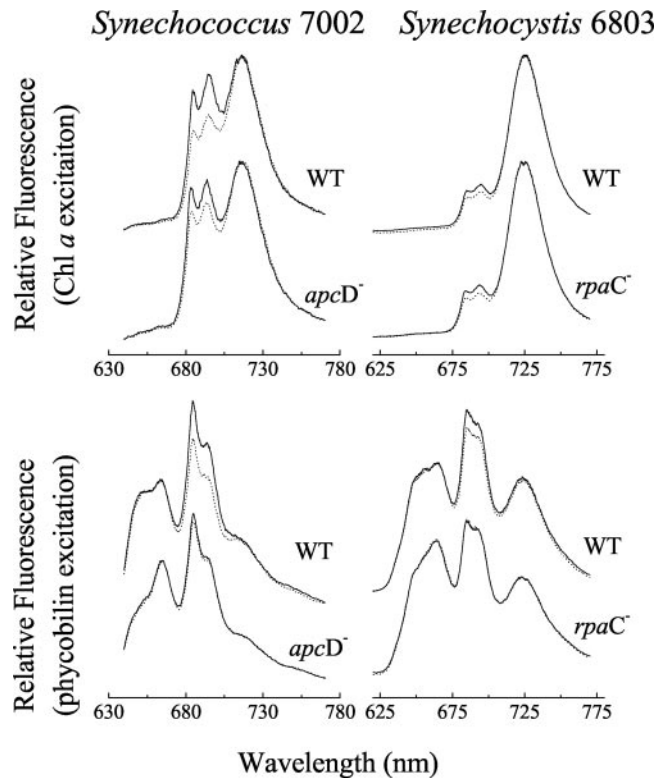 Synechococcus 7002
Synechocystis 6803
Relative Fluorescence
(Chl a excitaiton)
WT
apcD-
630 680 730 780
WT
rpaC-
625 675 725 775
Relative Fluorescence
(phycobilin excitation)
WT
apcD-
630 680 730 780
WT
rpaC-
625 675 725 775
Wavelength (nm)